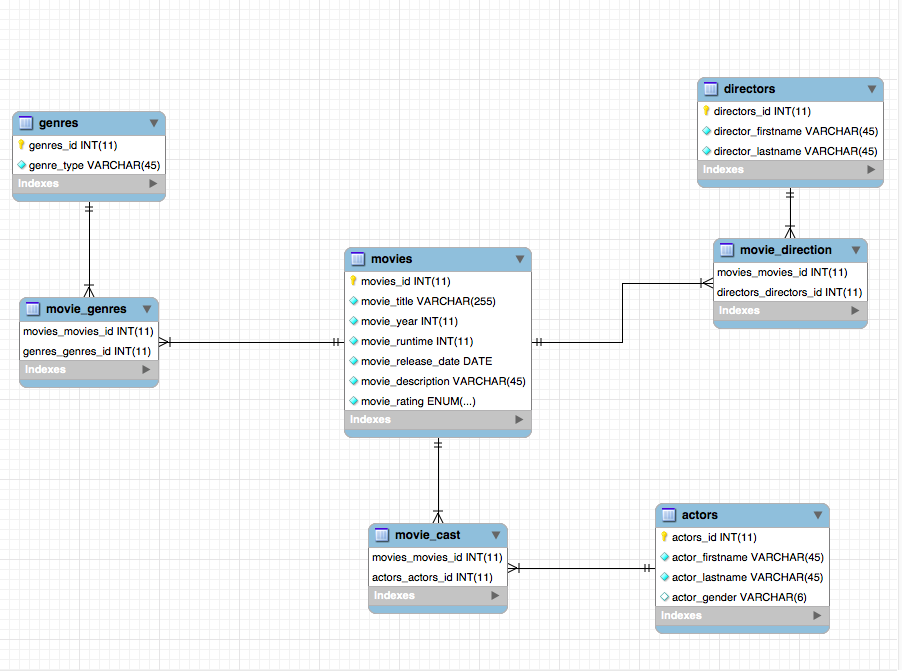 genres
genres_id INT(11)
genre_type VARCHAR(45)
Indexes
directors
directors_id INT(11)
director_firstname VARCHAR(45)
director_lastname VARCHAR(45)
Indexes
movie_genres
movies_movies_id INT(11)
genres_genres_id INT(11)
Indexes
movies
movies_id INT(11)
movie_title VARCHAR(255)
movie_year INT(11)
movie_runtime INT(11)
movie_release_date DATE
movie_description VARCHAR(45)
movie_rating ENUM(...)
Indexes
movie_direction
movies_movies_id INT(11)
directors_directors_id INT(11)
Indexes
movie_cast
movies_movies_id INT(11)
actors_actors_id INT(11)
Indexes
actors
actors_id INT(11)
actor_firstname VARCHAR(45)
actor_lastname VARCHAR(45)
actor_gender VARCHAR(6)
Indexes